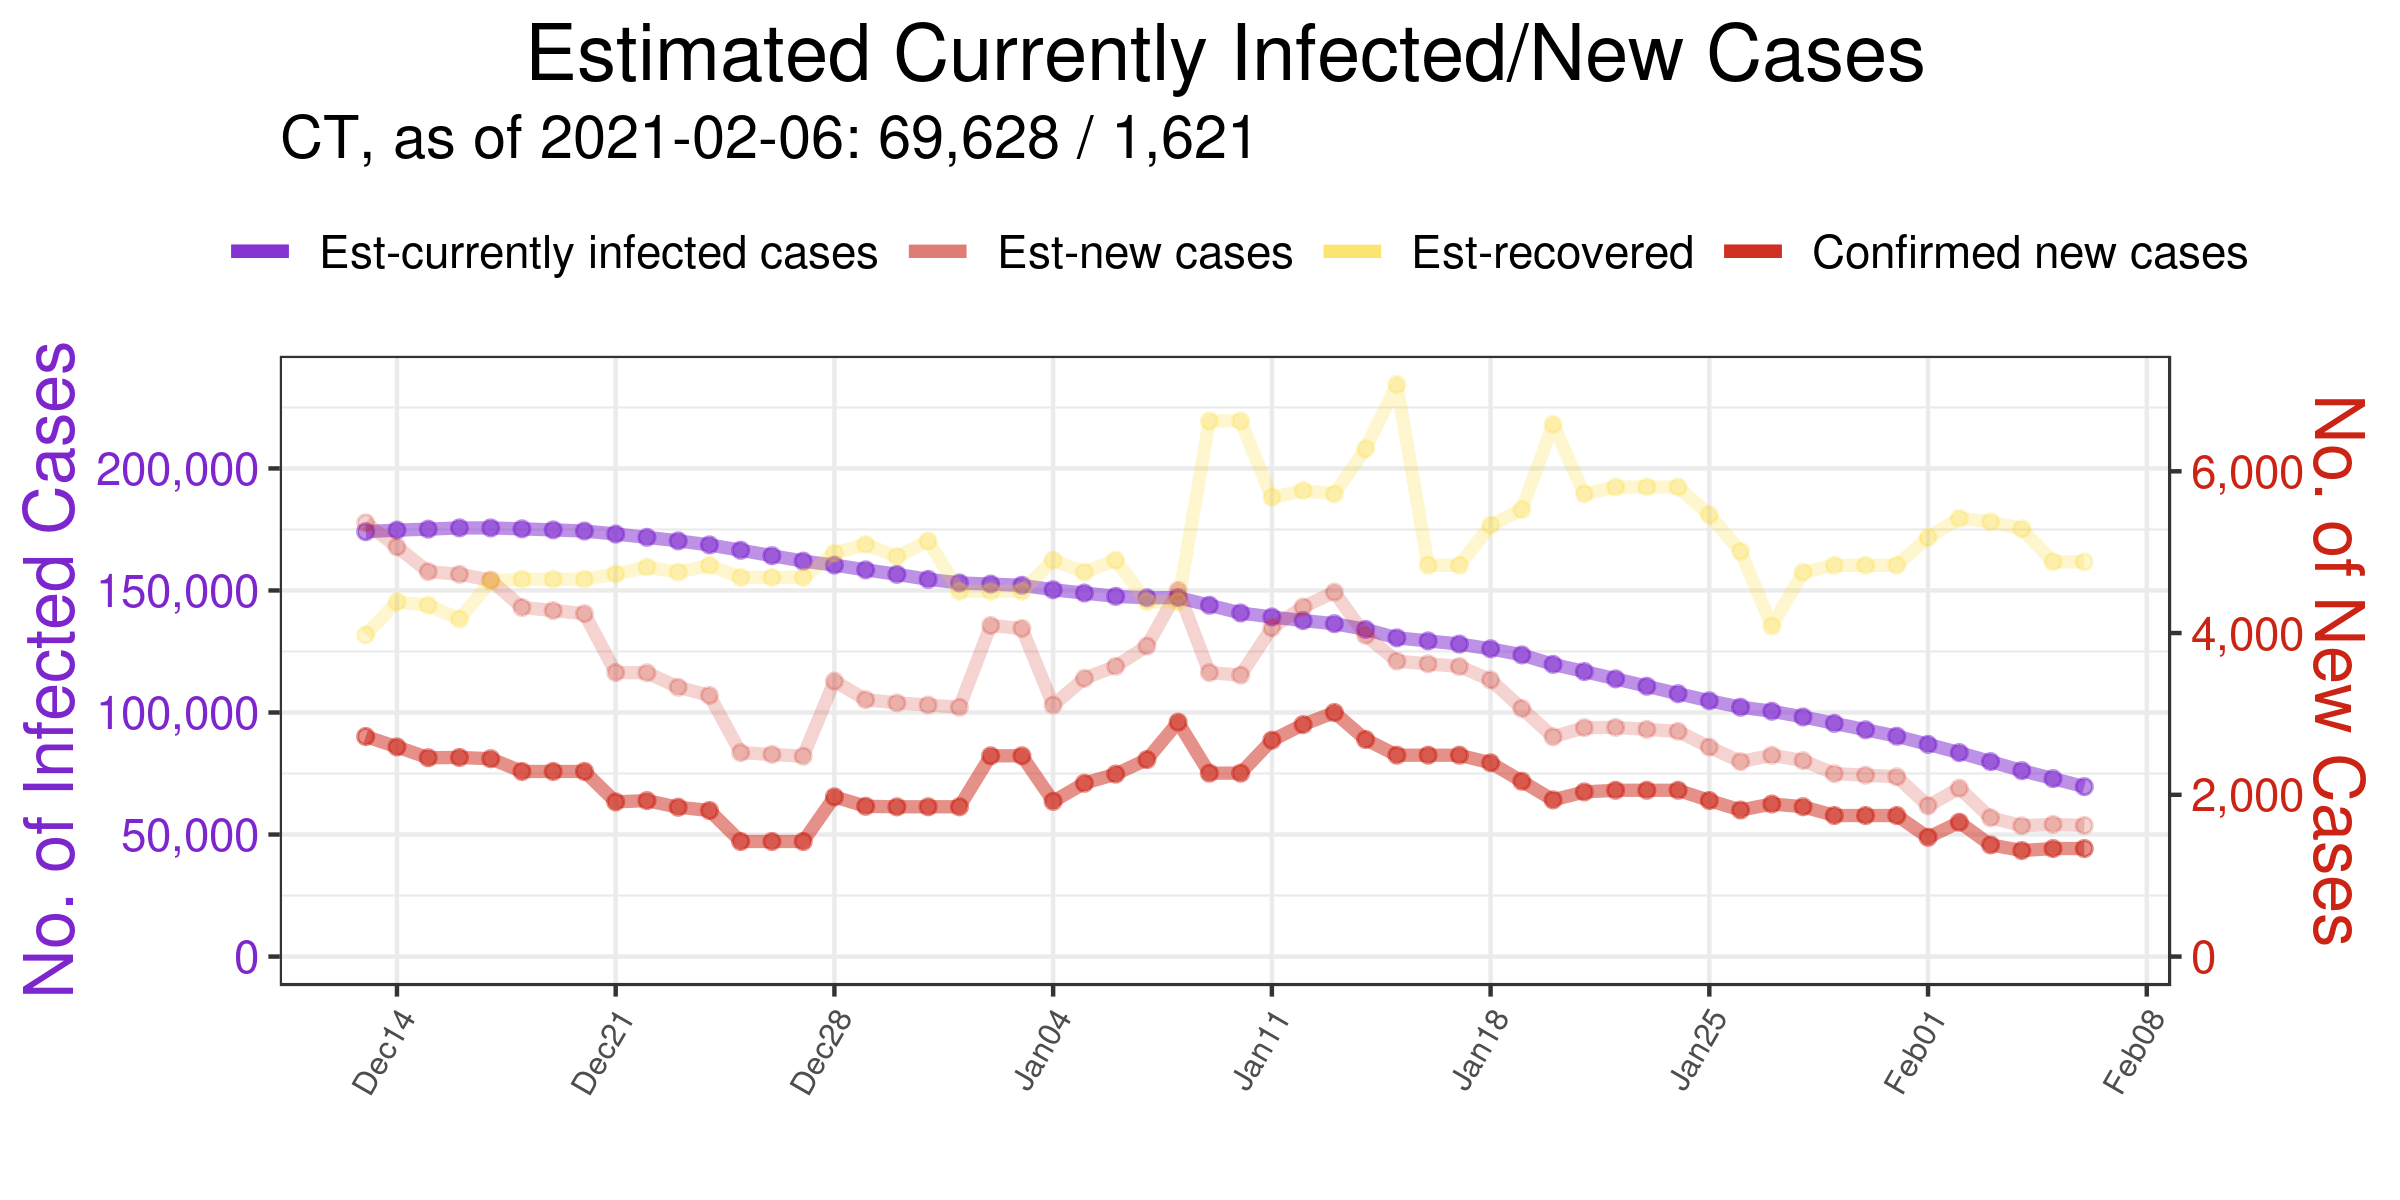 Estimated Currently Infected/New Cases
CT, as of 2021-02-06: 69,628 / 1,621
Est-currently infected cases Est-new cases Est-recovered Confirmed new cases
No. of Infected Cases
200,000
150,000
100,000
50,000
0
6,000
4,000
2,000
0
No. of New Cases
Dec14 Dec21 Dec28 Jan04 Jan11 Jan18 Jan25 Feb01 Feb08